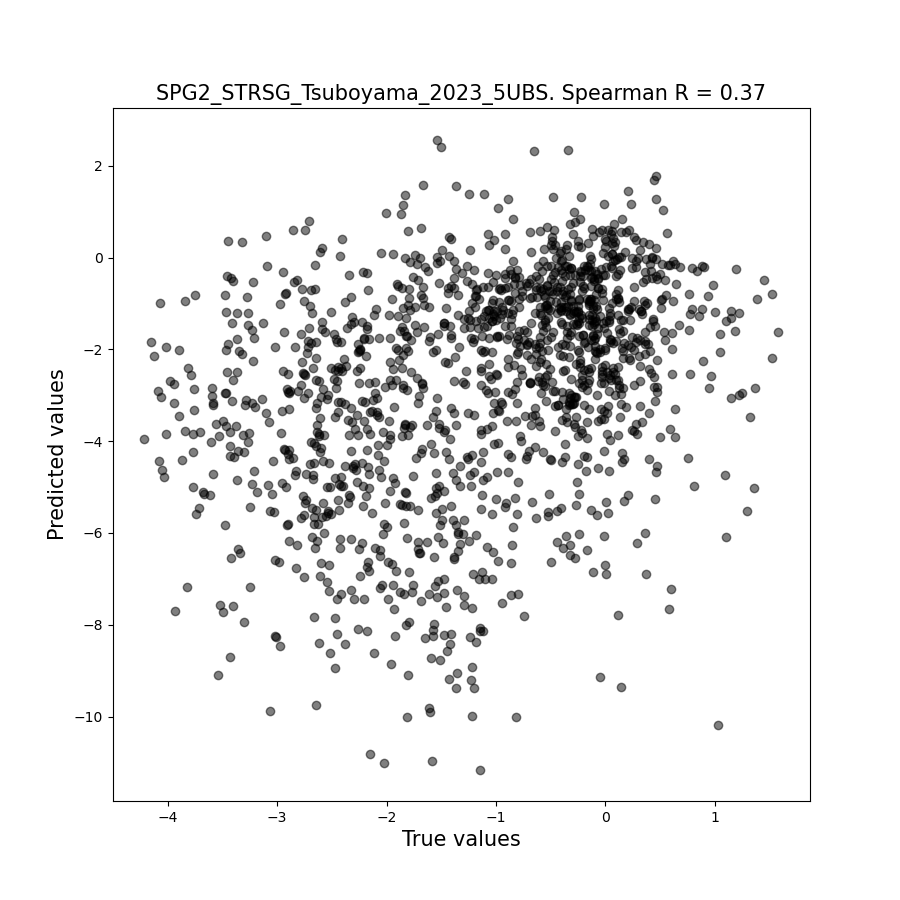 SPG2_STRSG_Tsuboyama_2023_5UBS. Spearman R = 0.37
2
0
−2
−4
−6
−8
−10
Predicted values
−4 −3 −2 −1 0 1
True values